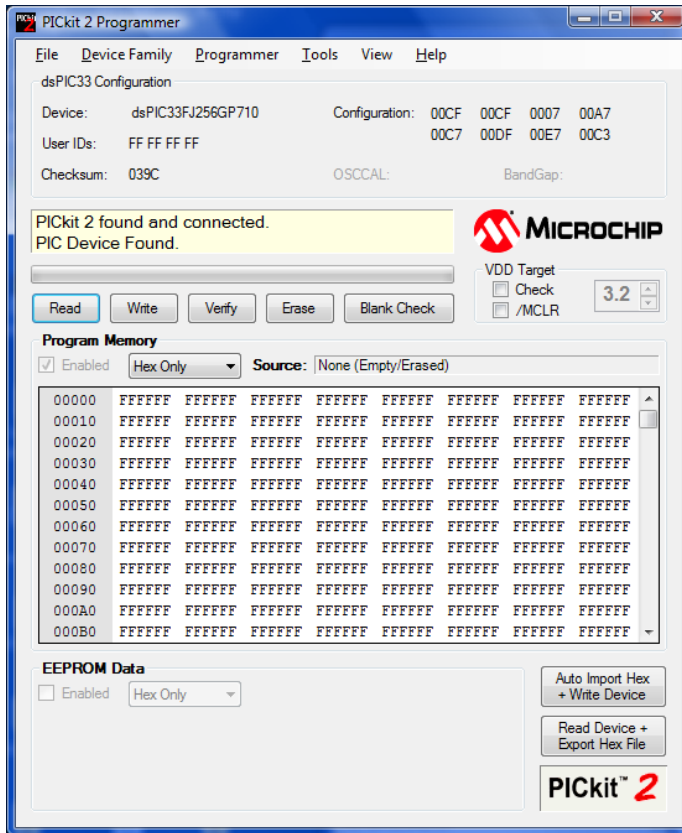 PICkit 2 Programmer
File Device Family Programmer Tools View Help
dsPIC33 Configuration
Device: dsPIC33FJ256GP710 Configuration: 00CF 00CF 0007 00A7
00C7 00DF 00E7 00C3
User IDs: FF FF FF FF
Checksum: 039C OSCCAL: BandGap:
PICkit 2 found and connected.
PIC Device Found.
MICROCHIP
VDD Target
Check
/MCLR
3.2
Read Write Verify Erase Blank Check
Program Memory
Enabled Hex Only Source: None (Empty/Erased)
00000 FFFFFF FFFFFF FFFFFF FFFFFF FFFFFF FFFFFF FFFFFF FFFFFF
00010 FFFFFF FFFFFF FFFFFF FFFFFF FFFFFF FFFFFF FFFFFF FFFFFF
00020 FFFFFF FFFFFF FFFFFF FFFFFF FFFFFF FFFFFF FFFFFF FFFFFF
00030 FFFFFF FFFFFF FFFFFF FFFFFF FFFFFF FFFFFF FFFFFF FFFFFF
00040 FFFFFF FFFFFF FFFFFF FFFFFF FFFFFF FFFFFF FFFFFF FFFFFF
00050 FFFFFF FFFFFF FFFFFF FFFFFF FFFFFF FFFFFF FFFFFF FFFFFF
00060 FFFFFF FFFFFF FFFFFF FFFFFF FFFFFF FFFFFF FFFFFF FFFFFF
00070 FFFFFF FFFFFF FFFFFF FFFFFF FFFFFF FFFFFF FFFFFF FFFFFF
00080 FFFFFF FFFFFF FFFFFF FFFFFF FFFFFF FFFFFF FFFFFF FFFFFF
00090 FFFFFF FFFFFF FFFFFF FFFFFF FFFFFF FFFFFF FFFFFF FFFFFF
000A0 FFFFFF FFFFFF FFFFFF FFFFFF FFFFFF FFFFFF FFFFFF FFFFFF
000B0 FFFFFF FFFFFF FFFFFF FFFFFF FFFFFF FFFFFF FFFFFF FFFFFF
EEPROM Data
Enabled Hex Only
Auto Import Hex
+ Write Device
Read Device +
Export Hex File
PICkit™ 2